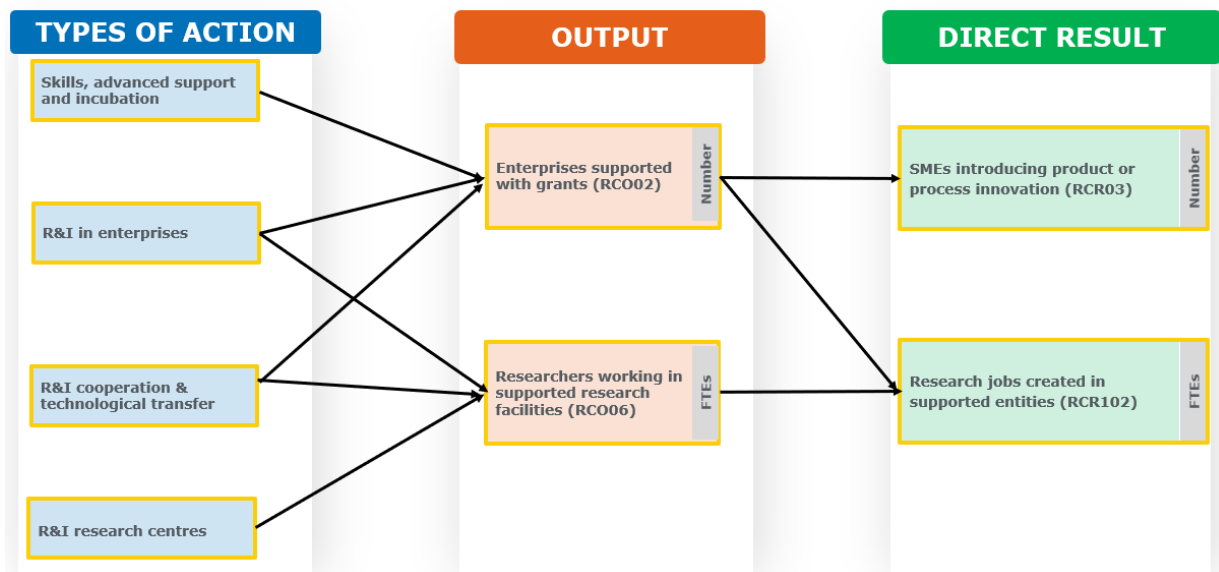 TYPES OF ACTION
Skills, advanced support
and incubation
R&I in enterprises
R&I cooperation &
technological transfer
R&I research centres
OUTPUT
Enterprises supported
with grants (RCO02)
Number
Researchers working in
supported research
facilities (RCO06)
FTEs
DIRECT RESULT
SMEs introducing product or
process innovation (RCR03)
Number
Research jobs created in
supported entities (RCR102)
FTEs